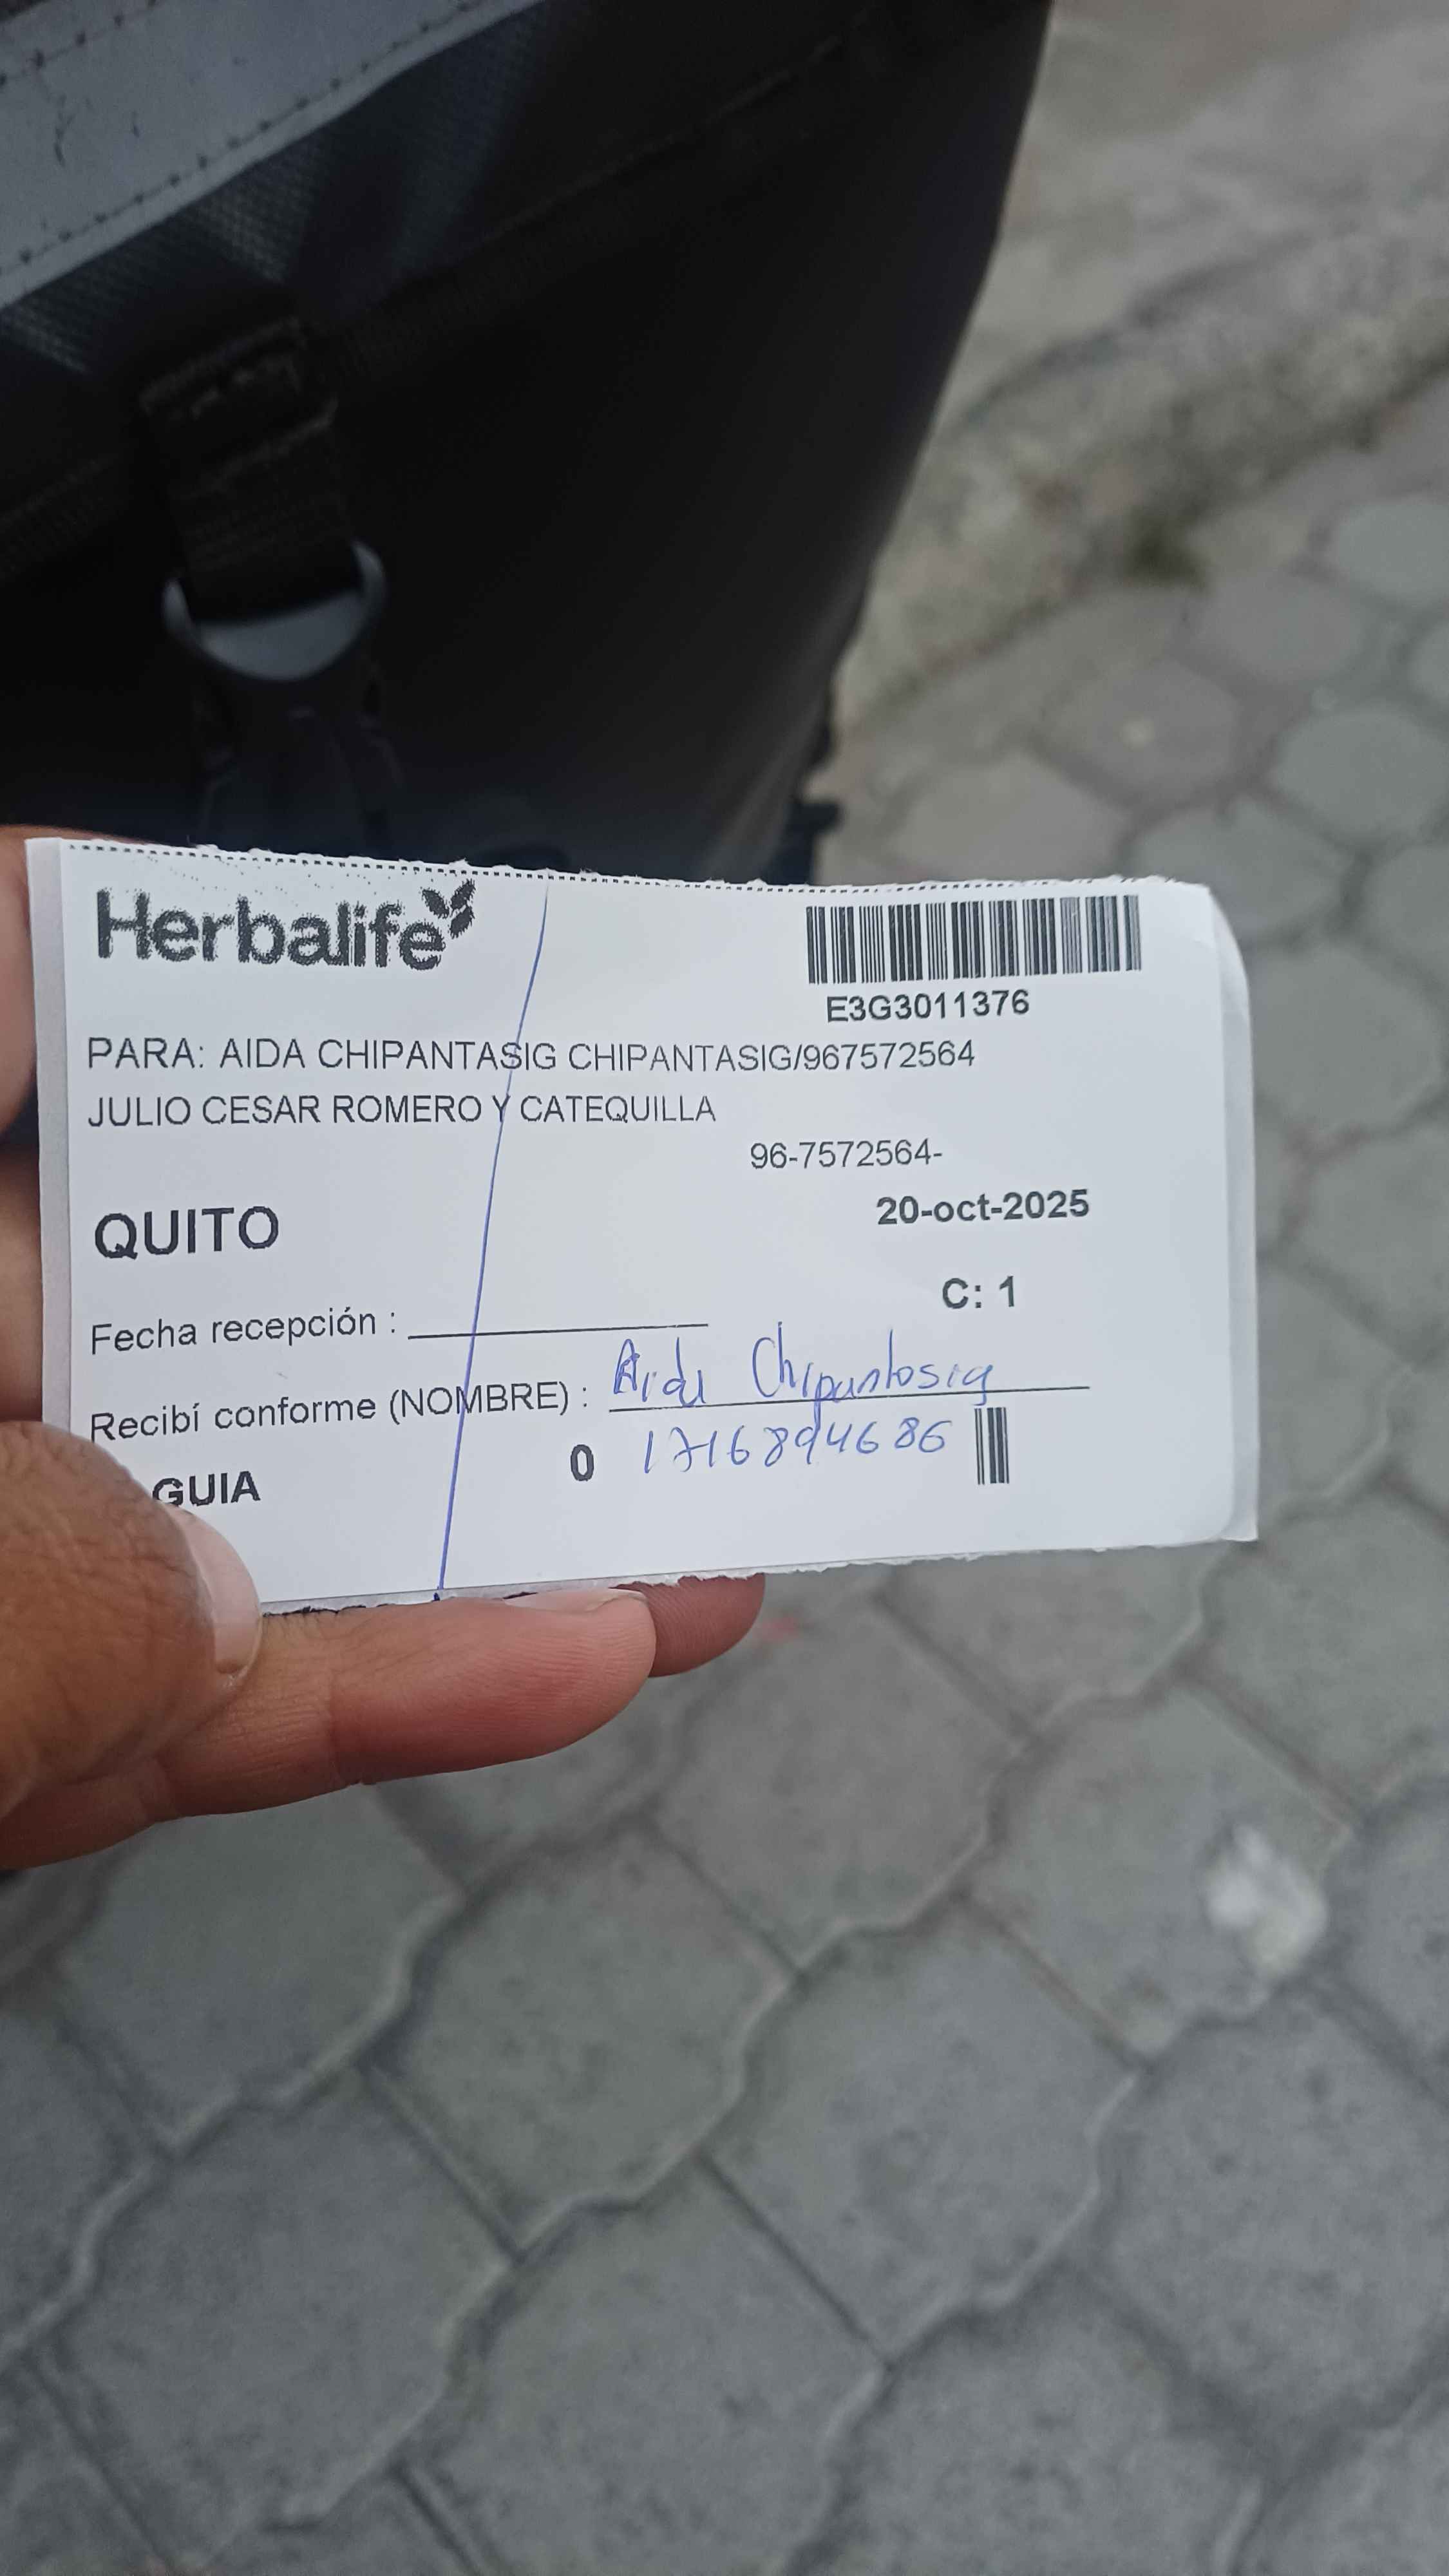 Herbalife
E3G3011376
PARA: AIDA CHIPANTASIG CHIPANTASIG/967572564
JULIO CESAR ROMERO Y CATEQUILLA
96-7572564-
QUITO
20-oct-2025
C: 1
Fecha recepción :
Recibí conforme (NOMBRE) : Aida Chipantasig
GUIA 0 1716894686